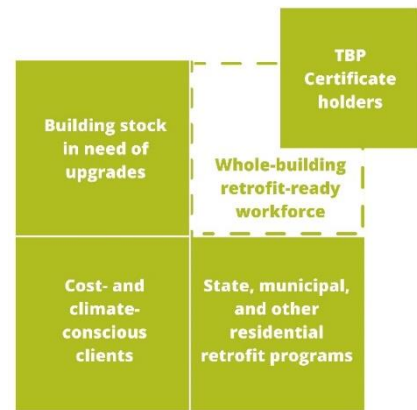 TBP
Certificate
holders
Building stock
in need of
upgrades
Whole-building
retrofit-ready
workforce
Cost- and
climate-
conscious
clients
State, municipal,
and other
residential
retrofit programs